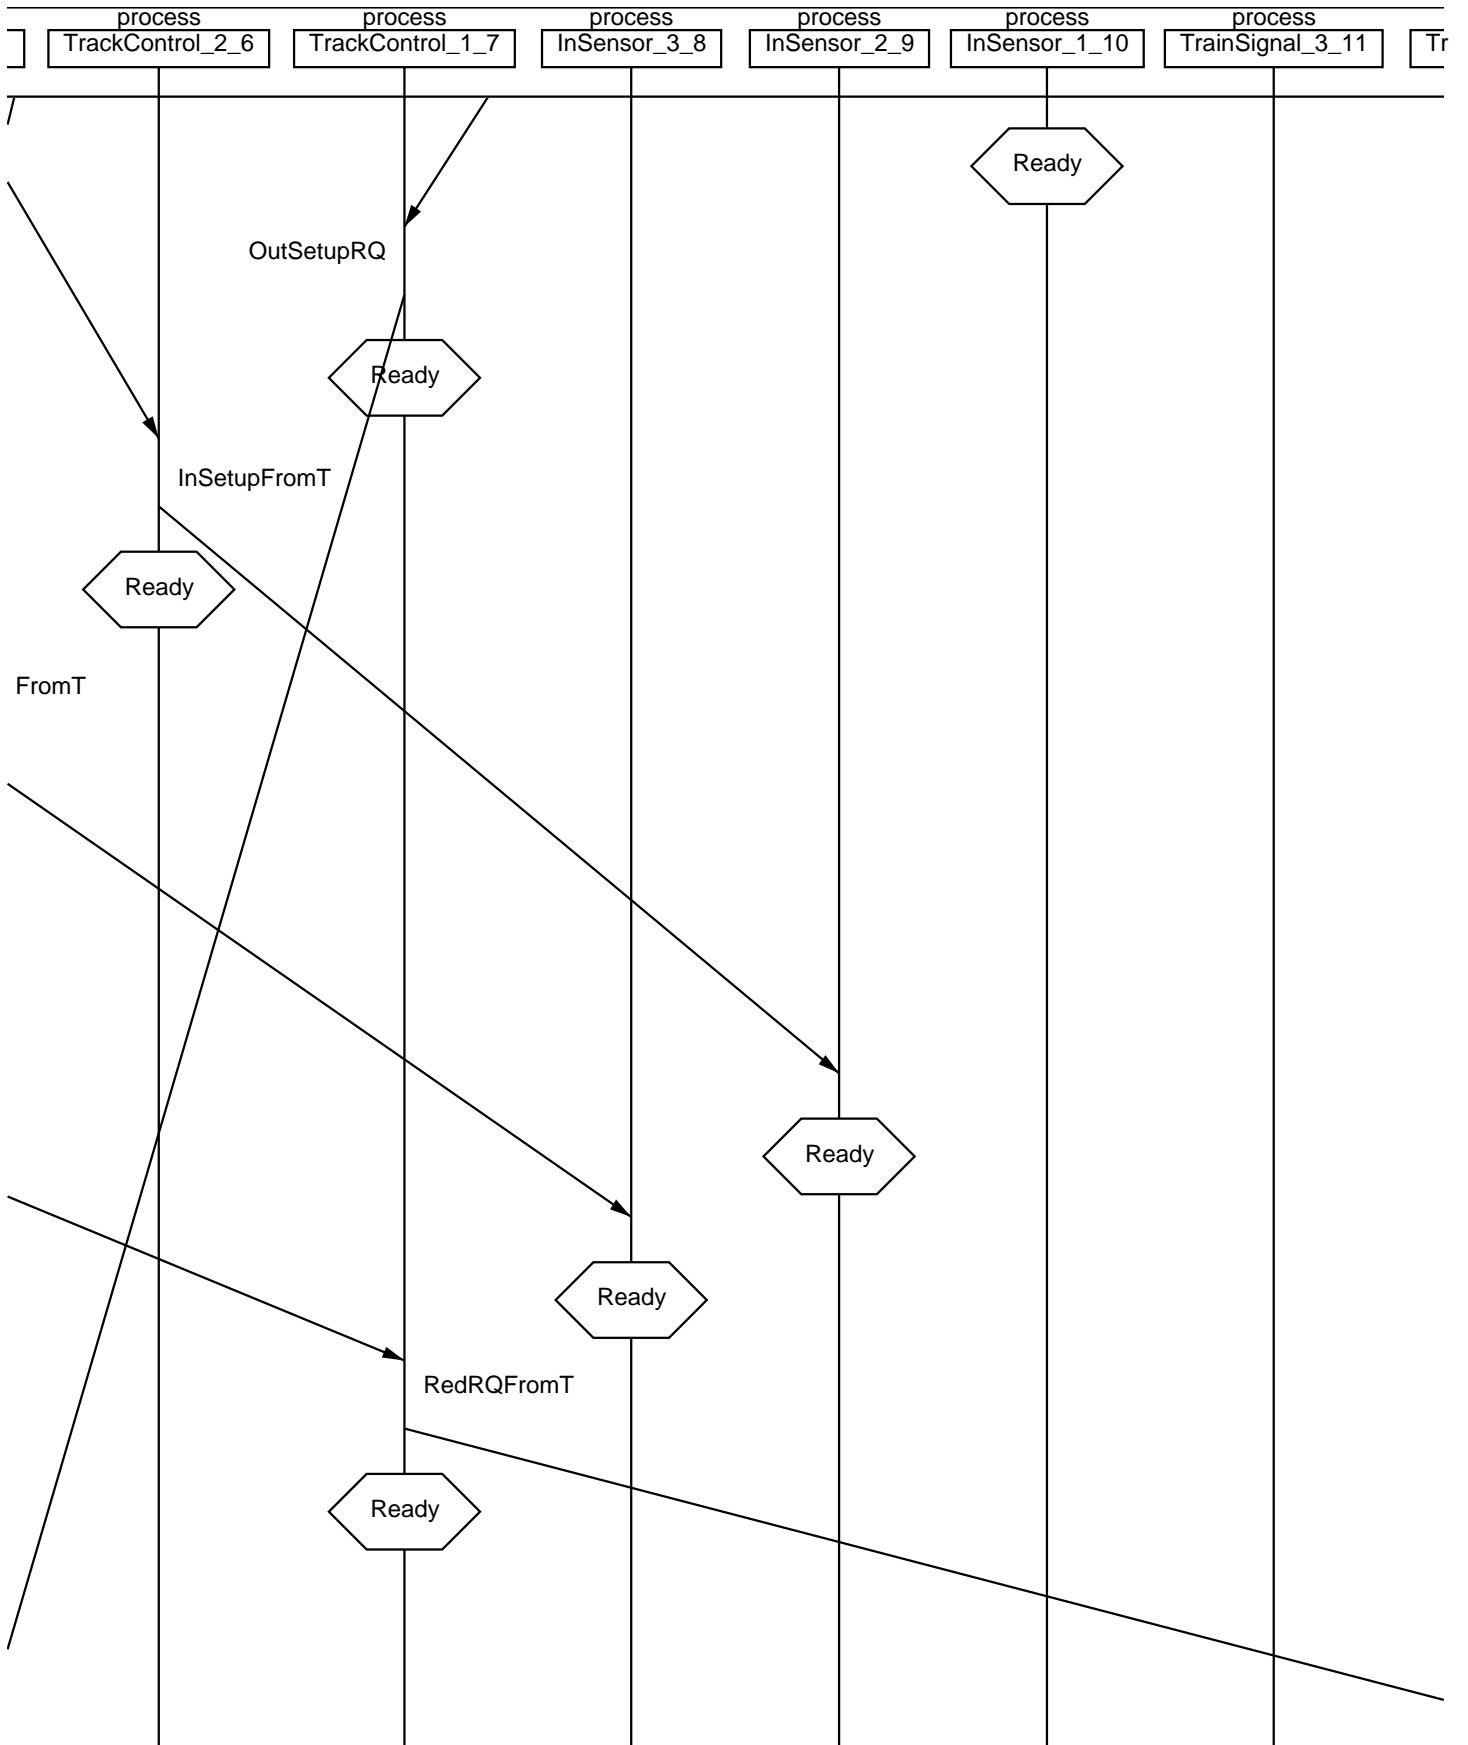 process process process process process process
TrackControl_2_6 TrackControl_1_7 InSensor_3_8 InSensor_2_9 InSensor_1_10 TrainSignal_3_11 Tr
Ready
OutSetupRQ
Ready
InSetupFromT
Ready
FromT
Ready
Ready
RedRQFromT
Ready